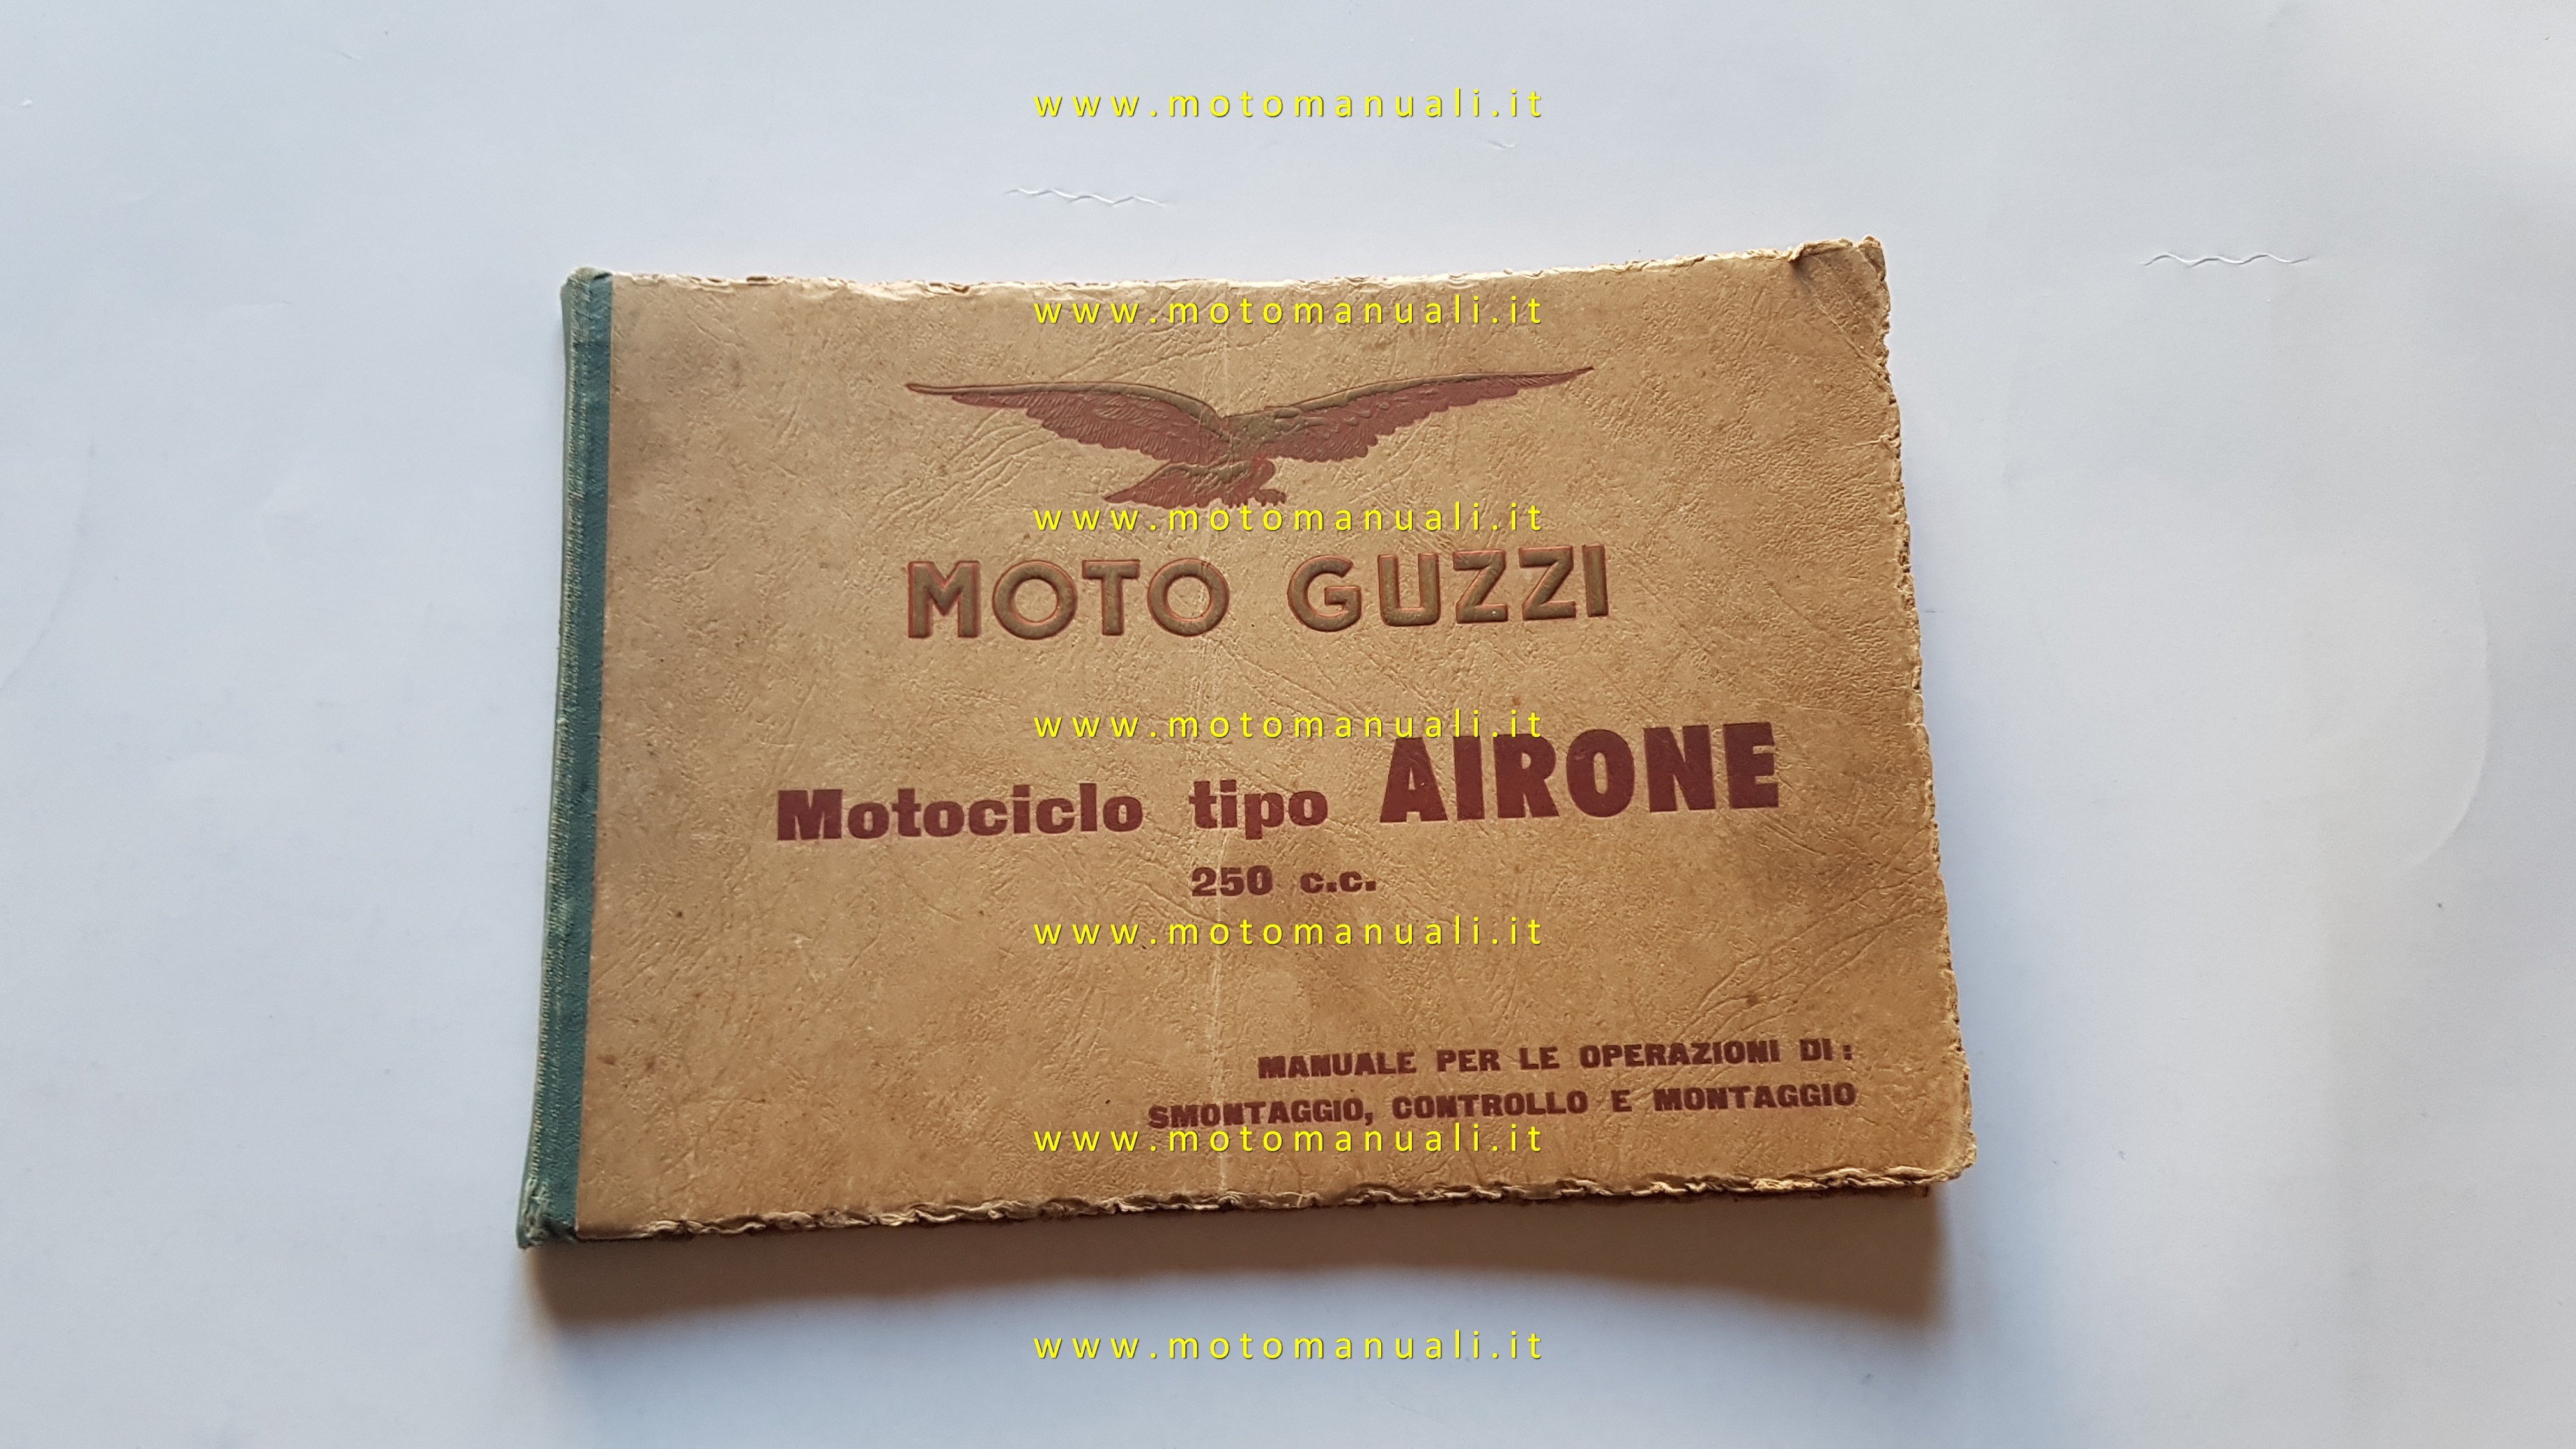 www.motomanuali.it
www.motomanuali.it
www.motomanuali.it
MOTO GUZZI
www.motomanuali.it
Motociclo tipo AIRONE
250 c.c.
www.motomanuali.it
MANUALE PER LE OPERAZIONI DI:
SMONTAGGIO, CONTROLLO E MONTAGGIO
www.motomanuali.it
www.motomanuali.it